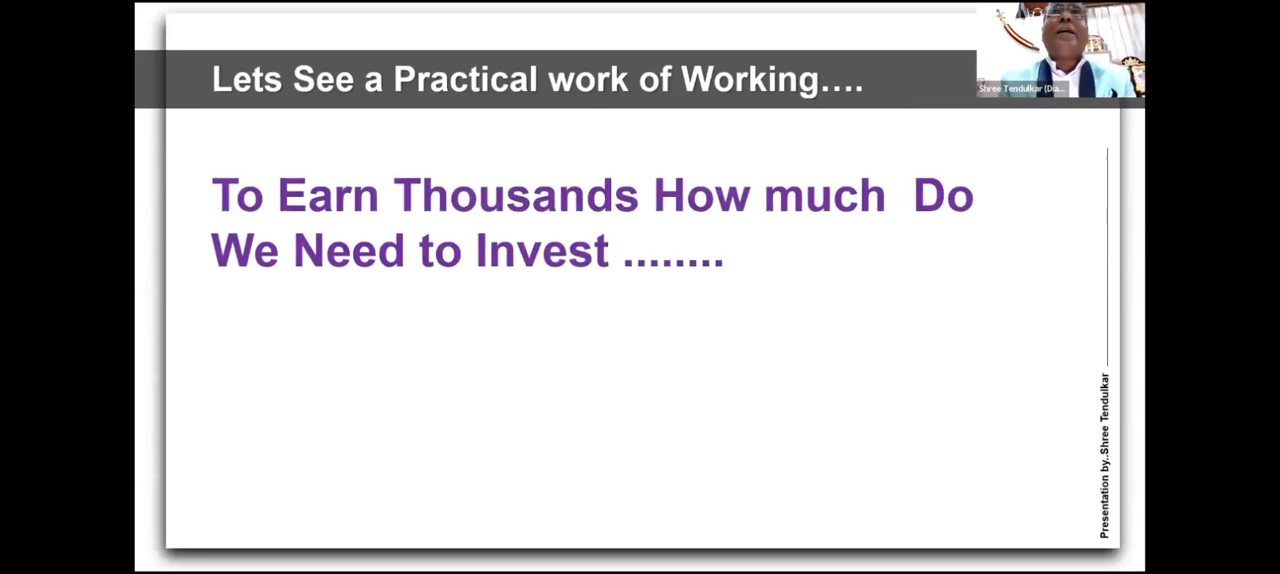 Lets See a Practical work of Working….
Shree Tendulkar (Dia...
To Earn Thousands How much Do
We Need to Invest ........
Presentation by..Shree Tendulkar